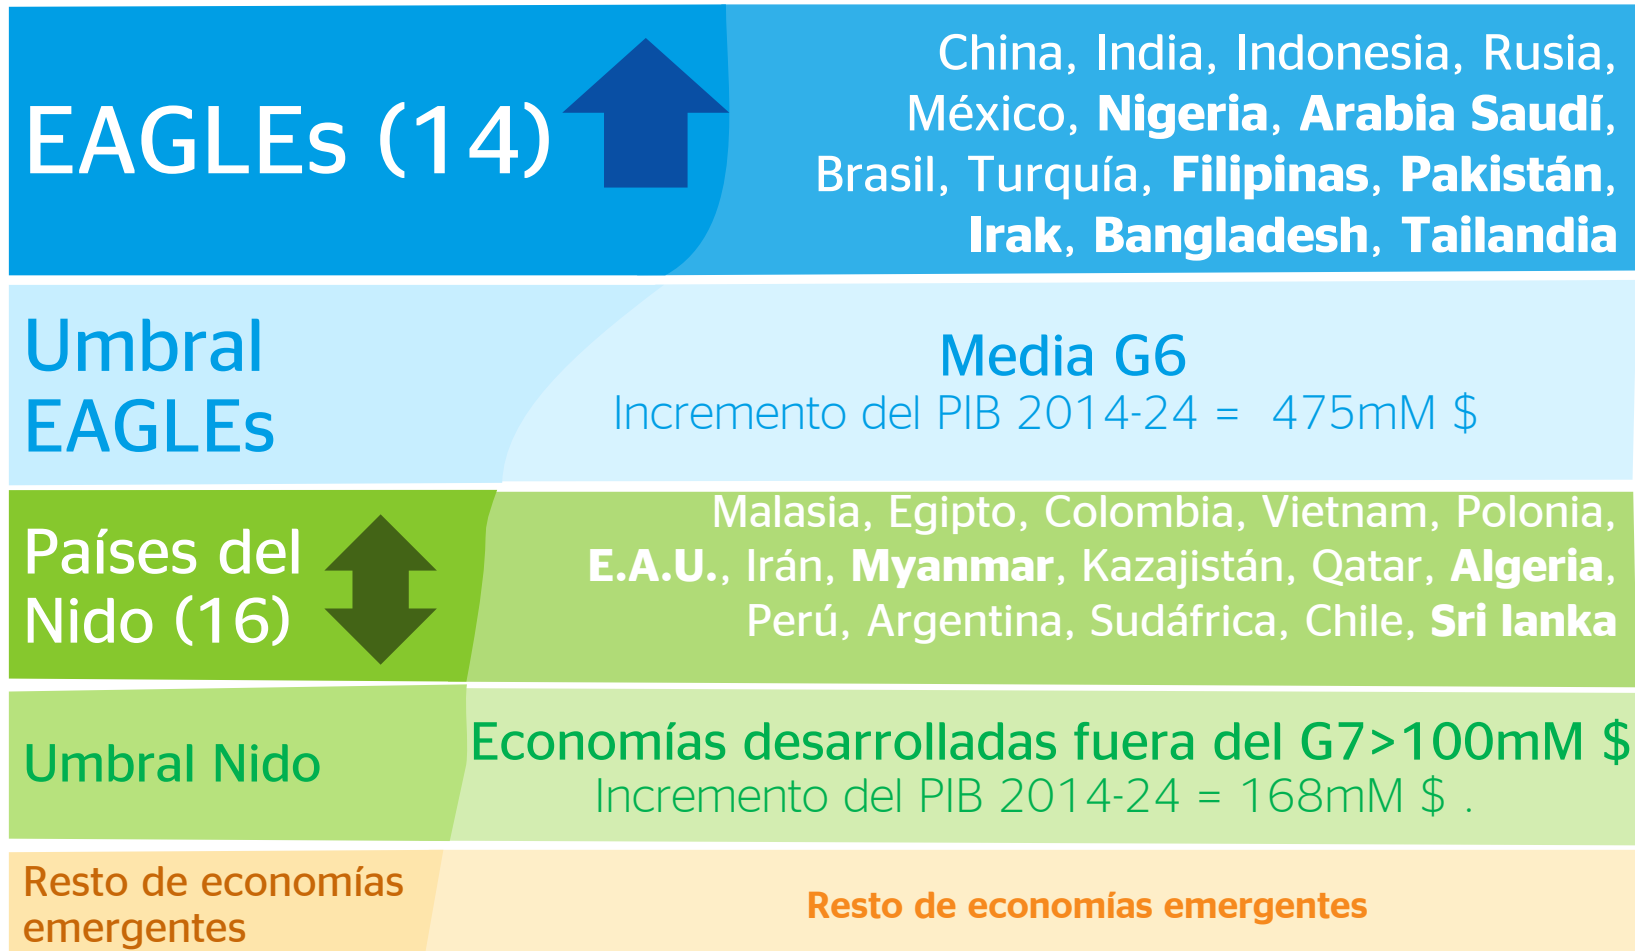 EAGLEs (14)
China, India, Indonesia, Rusia,
México, Nigeria, Arabia Saudí,
Brasil, Turquía, Filipinas, Pakistán,
Irak, Bangladesh, Tailandia
Umbral
EAGLEs
Media G6
Incremento del PIB 2014-24 = 475mM $
Países del
Nido (16)
Malasia, Egipto, Colombia, Vietnam, Polonia,
E.A.U., Irán, Myanmar, Kazajistán, Qatar, Algeria,
Perú, Argentina, Sudáfrica, Chile, Sri lanka
Umbral Nido
Economías desarrolladas fuera del G7>100mM $
Incremento del PIB 2014-24 = 168mM $ .
Resto de economías
emergentes
Resto de economías emergentes